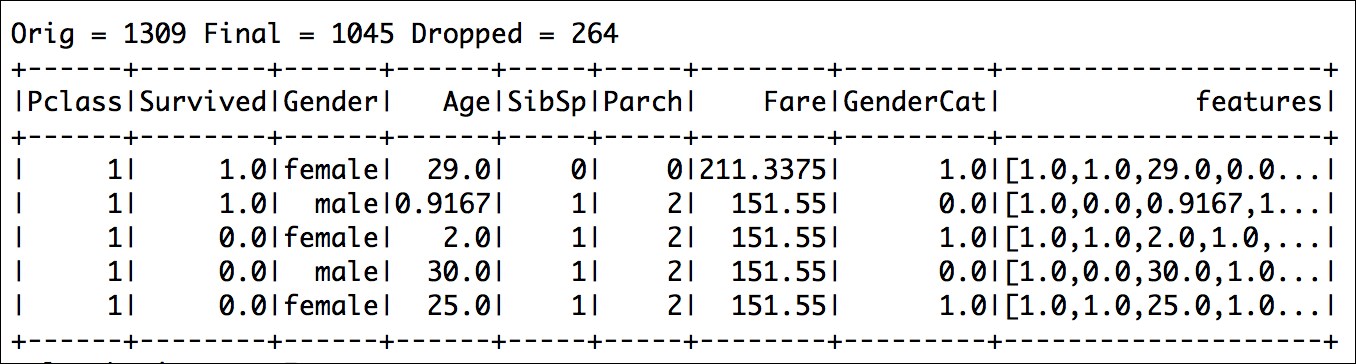 Orig = 1309 Final = 1045 Dropped = 264
+------+--------+------+------+-----+-----+--------+---------+--------------------+
|Pclass|Survived|Gender|   Age|SibSp|Parch|    Fare|GenderCat|            features|
+------+--------+------+------+-----+-----+--------+---------+--------------------+
|     1|     1.0|female|  29.0|    0|    0|211.3375|      1.0|[1.0,1.0,29.0,0.0...|
|     1|     1.0|  male|0.9167|    1|    2|  151.55|      0.0|[1.0,0.0,0.9167,1...|
|     1|     0.0|female|   2.0|    1|    2|  151.55|      1.0|[1.0,1.0,2.0,1.0,...|
|     1|     0.0|  male|  30.0|    1|    2|  151.55|      0.0|[1.0,0.0,30.0,1.0...|
|     1|     0.0|female|  25.0|    1|    2|  151.55|      1.0|[1.0,1.0,25.0,1.0...|
+------+--------+------+------+-----+-----+--------+---------+--------------------+